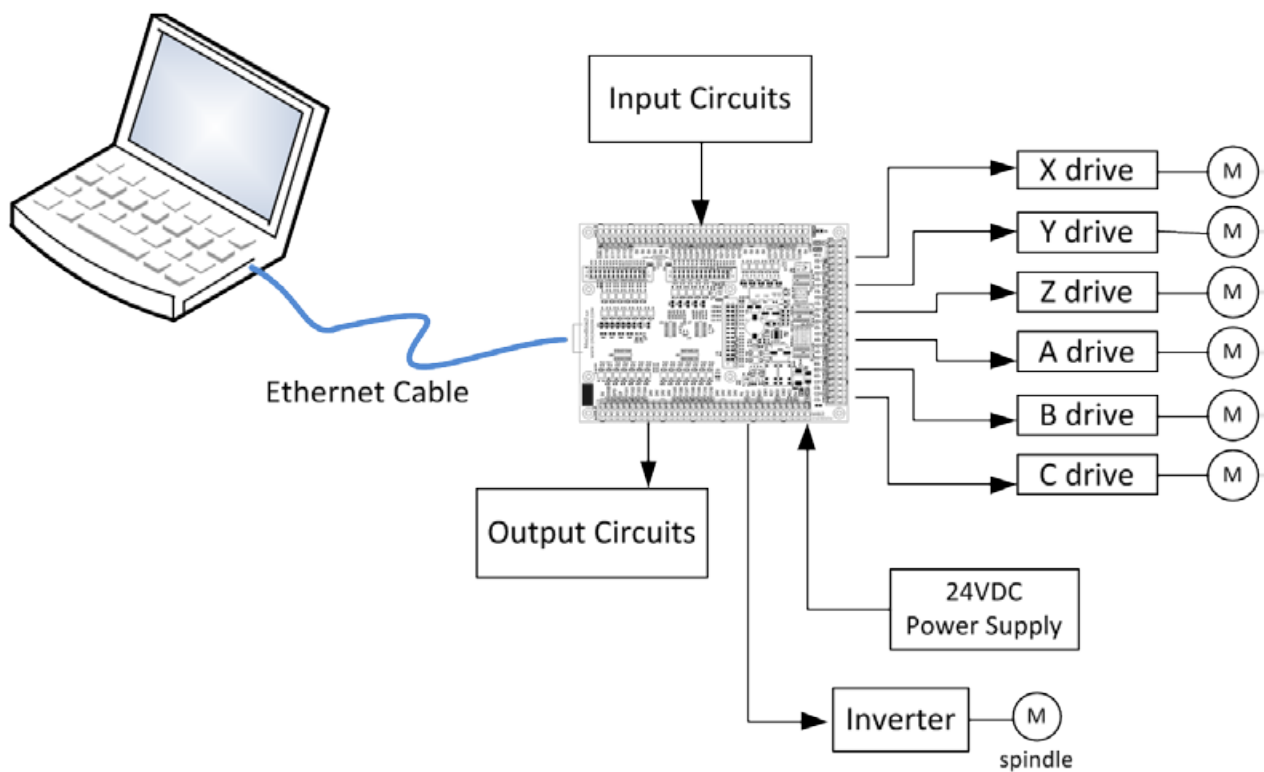 Input Circuits
X drive
M
Y drive
M
Z drive
M
A drive
M
B drive
M
C drive
M
Ethernet Cable
Output Circuits
24VDC
Power Supply
Inverter
M
spindle